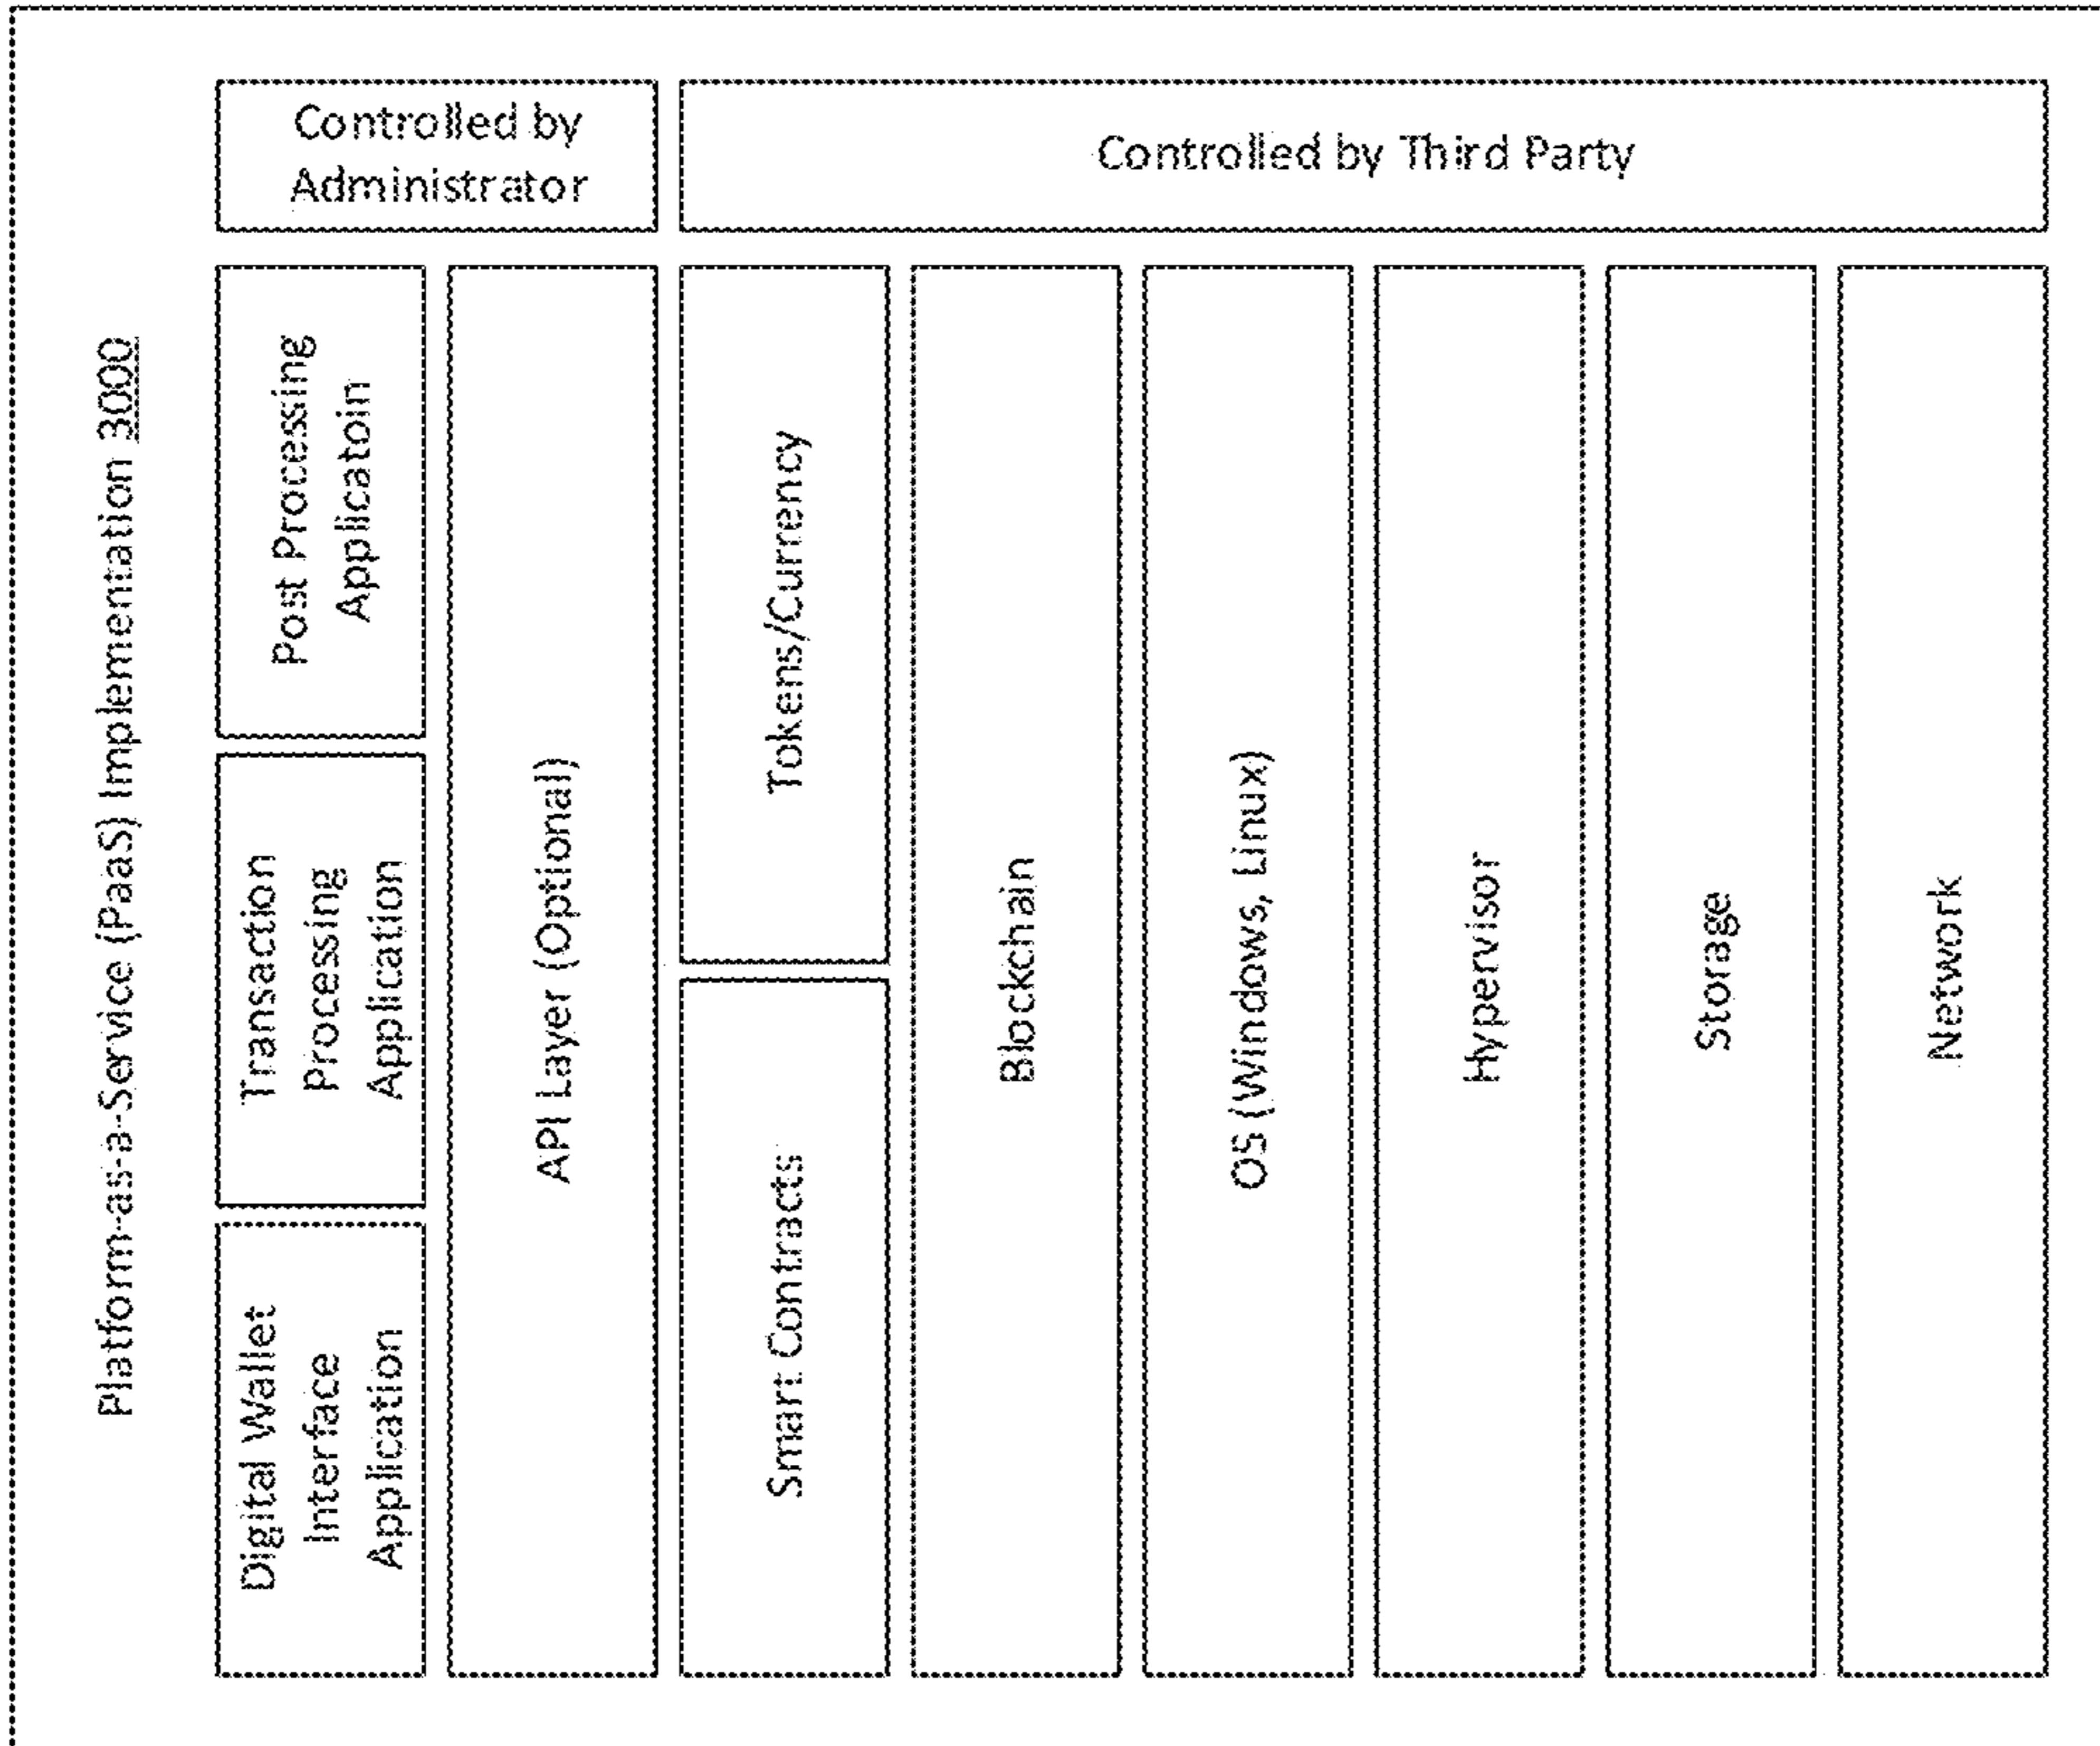 Platform-as-a-Service (PaaS) Implementation 3000
Controlled by
Administrator
Controlled by Third Party
Digital Wallet
Interface
Application
Transaction
Processing
Application
Post Processing
Applicatoin
API Layer (Optional)
Smart Contracts
Tokens/Currency
Blockchain
OS (Windows, Linux)
Hypervisor
Storage
Network